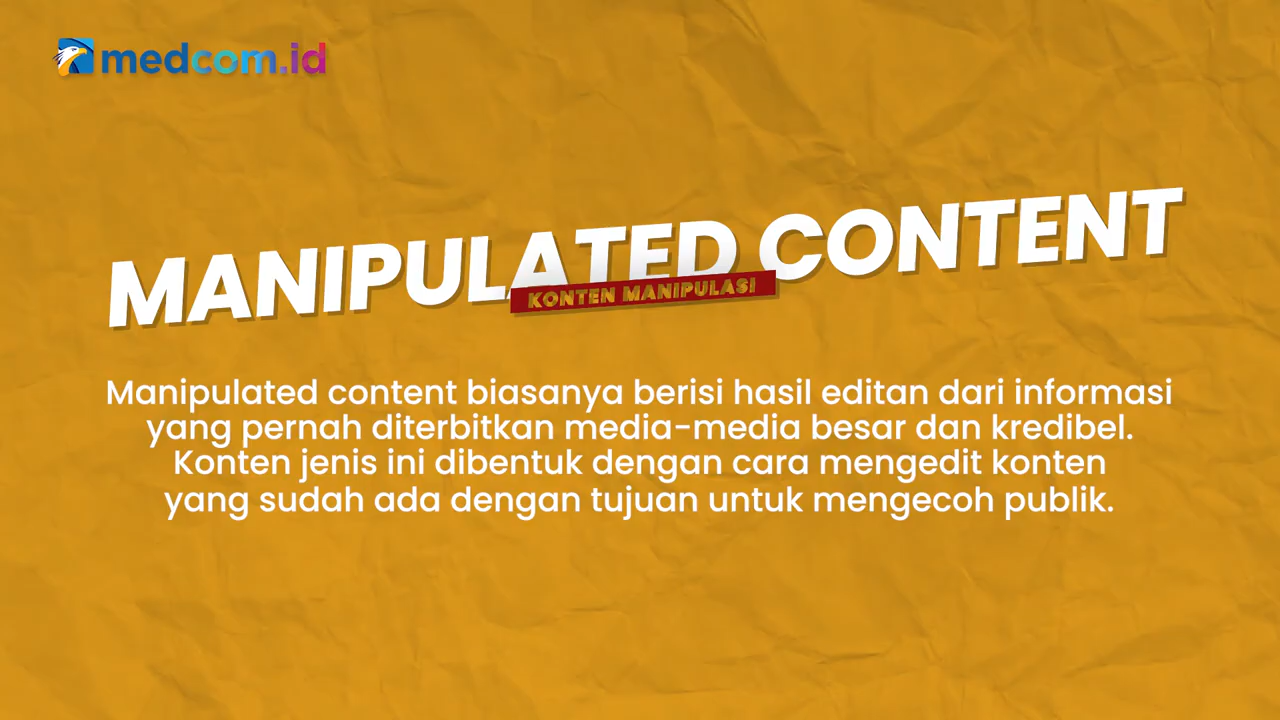 medcom.id
MANIPULATED CONTENT
KONTEN MANIPULASI
Manipulated content biasanya berisi hasil editan dari informasi
yang pernah diterbitkan media-media besar dan kredibel.
Konten jenis ini dibentuk dengan cara mengedit konten
yang sudah ada dengan tujuan untuk mengecoh publik.